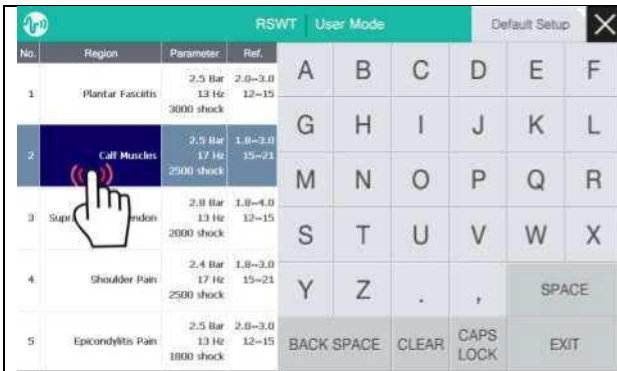 RSWT User Mode
Default Setup
No. Region Parameter Ref.
1 Plantar Fasciitis
2.5 Bar 2.0~3.0
13 Hz 12~15
3000 shock
2 Calf Muscles
2.5 Bar 1.8~3.0
17 Hz 15~21
2500 shock
3 Supr ndon
2.8 Bar 1.8~4.0
13 Hz 12~15
2000 shock
4 Shoulder Pain
2.4 Bar 1.8~3.0
17 Hz 15~21
2500 shock
5 Epicondylitis Pain
2.5 Bar 2.0~3.0
13 Hz 12~15
1800 shock
A B C D E F
G H I J K L
M N O P Q R
S T U V W X
Y Z . , SPACE
BACK SPACE CLEAR CAPS LOCK EXIT